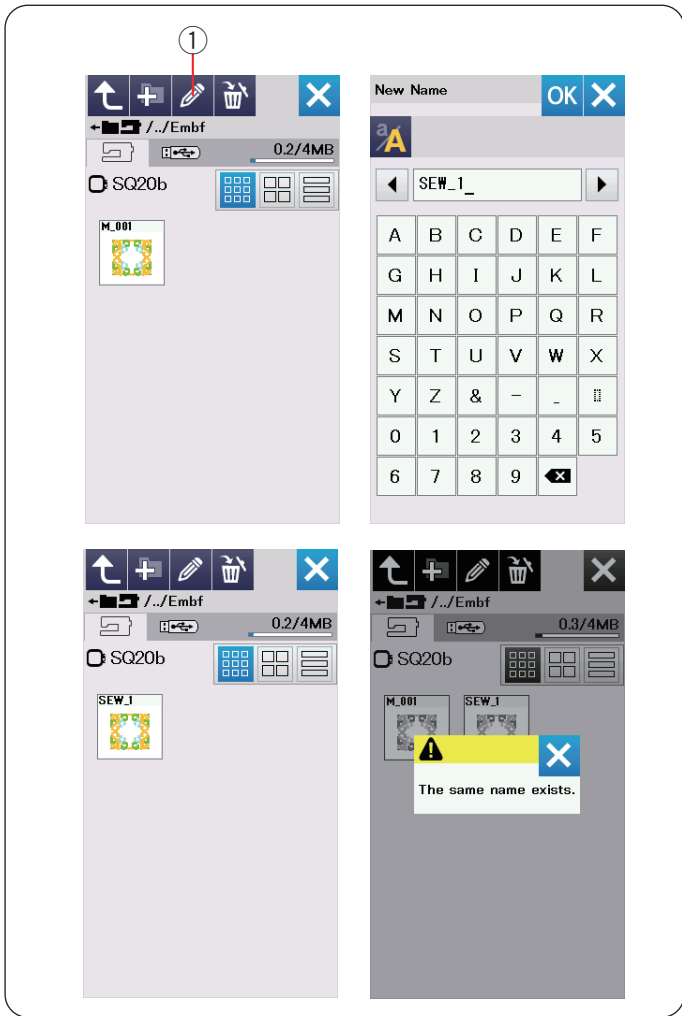 ①
/../Embf
0.2/4MB
SQ20b
M_001
New Name
OK
a/A
SEW_1_
A B C D E F
G H I J K L
M N O P Q R
S T U V W X
Y Z & - _
0 1 2 3 4 5
6 7 8 9
/../Embf
0.2/4MB
SQ20b
SEW_1
/../Embf
0.3/4MB
SQ20b
M_001 SEW_1
The same name exists.